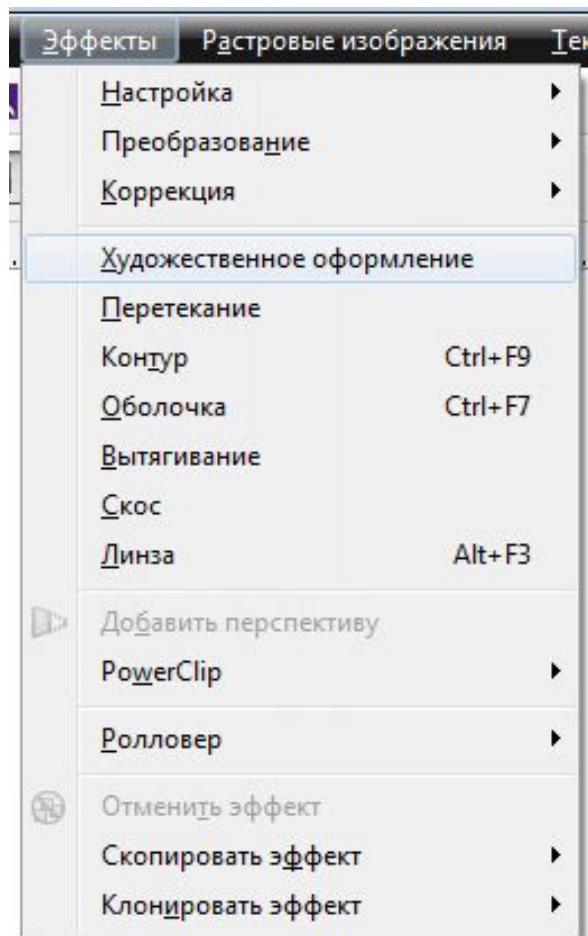 Эффекты Растровые изображения Тек
Настройка
Преобразование
Коррекция
Художественное оформление
Перетекание
Контур Ctrl+F9
Оболочка Ctrl+F7
Вытягивание
Скос
Линза Alt+F3
Добавить перспективу
PowerClip
Ролловер
Отменить эффект
Скопировать эффект
Клонировать эффект